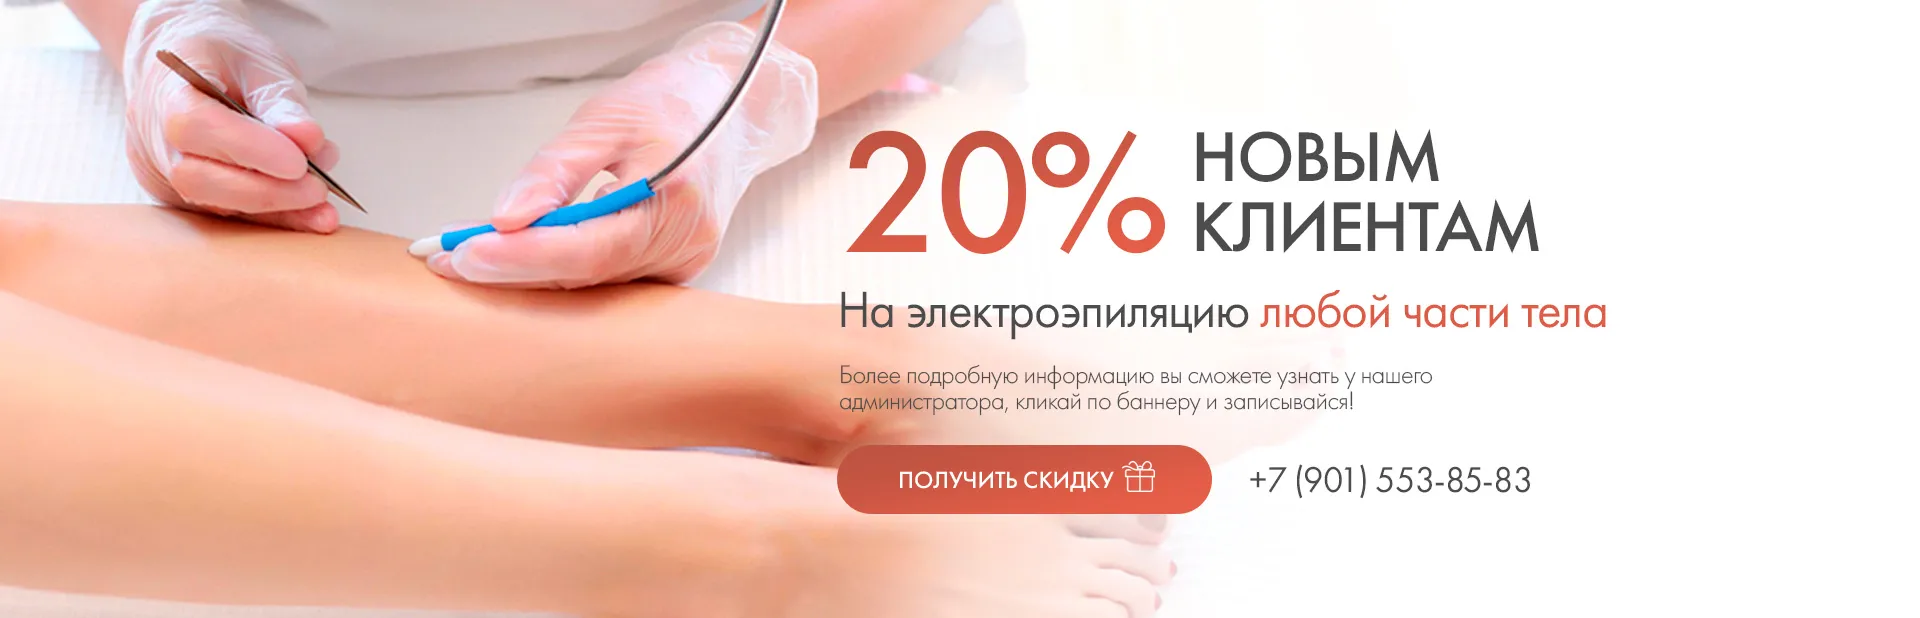 20% НОВЫМ
КЛИЕНТАМ
На электроэпиляцию любой части тела
Более подробную информацию вы сможете узнать у нашего
администратора, кликай по баннеру и записывайся!
ПОЛУЧИТЬ СКИДКУ +7 (901) 553-85-83